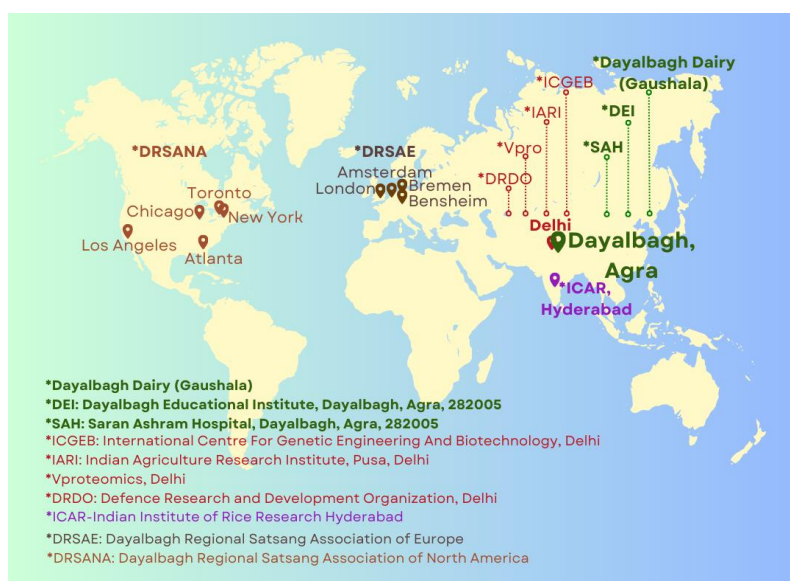 *Dayalbagh Dairy
(Gaushala)
*ICGEB
*DEI
*IARI
*SAH
*Vpro
*DRDO
*DRSANA
*DRSAE
Amsterdam
London
Bremen
Bensheim
Toronto
Chicago
New York
Los Angeles
Atlanta
Delhi
Dayalbagh,
Agra
*ICAR,
Hyderabad
*Dayalbagh Dairy (Gaushala)
*DEI: Dayalbagh Educational Institute, Dayalbagh, Agra, 282005
*SAH: Saran Ashram Hospital, Dayalbagh, Agra, 282005
*ICGEB: International Centre For Genetic Engineering And Biotechnology, Delhi
*IARI: Indian Agriculture Research Institute, Pusa, Delhi
*Vproteomics, Delhi
*DRDO: Defence Research and Development Organization, Delhi
*ICAR-Indian Institute of Rice Research Hyderabad
*DRSAE: Dayalbagh Regional Satsang Association of Europe
*DRSANA: Dayalbagh Regional Satsang Association of North America